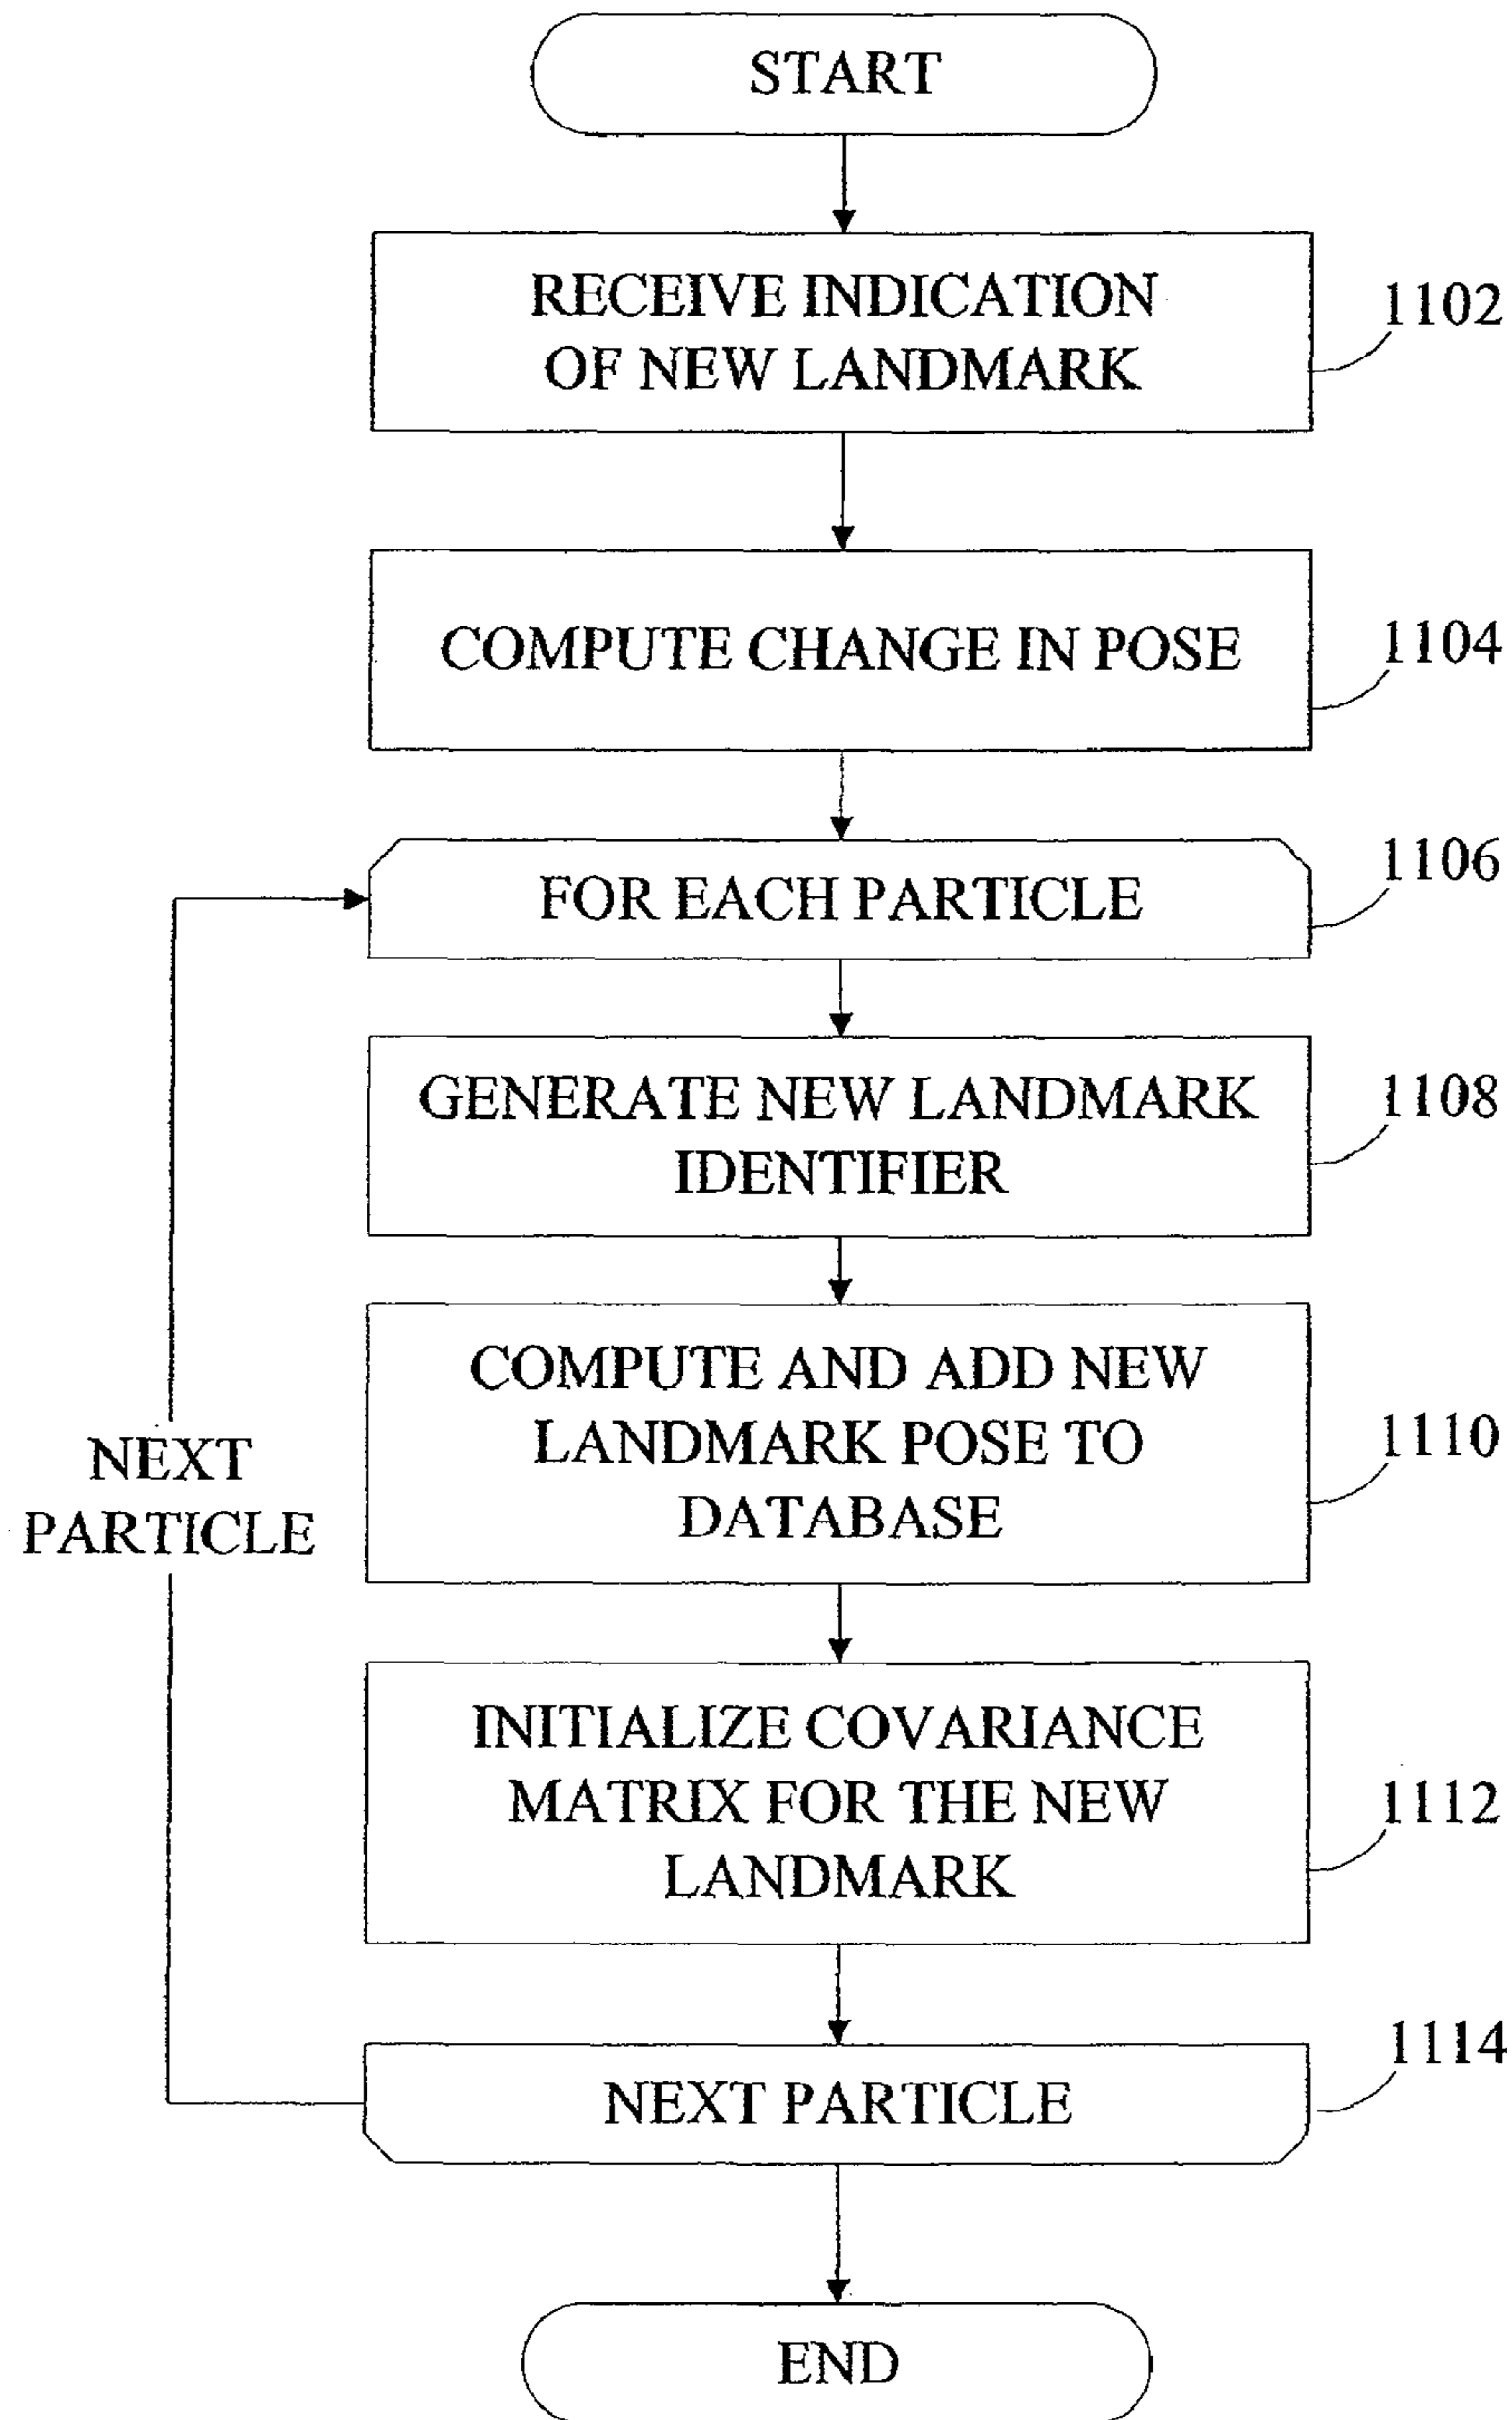 START
RECEIVE INDICATION
OF NEW LANDMARK
1102
COMPUTE CHANGE IN POSE
1104
FOR EACH PARTICLE
1106
GENERATE NEW LANDMARK
IDENTIFIER
1108
COMPUTE AND ADD NEW
LANDMARK POSE TO
DATABASE
1110
NEXT
PARTICLE
INITIALIZE COVARIANCE
MATRIX FOR THE NEW
LANDMARK
1112
NEXT PARTICLE
1114
END